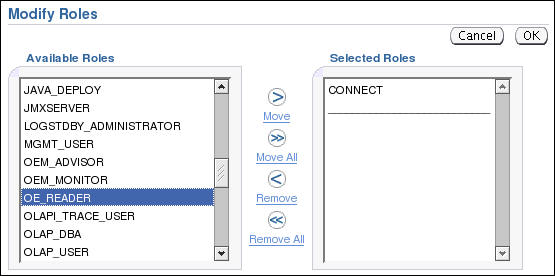 Modify Roles
Cancel
OK
Available Roles
Selected Roles
JAVA_DEPLOY
JMXSERVER
LOGSTDBY_ADMINISTRATOR
MGMT_USER
OEM_ADVISOR
OEM_MONITOR
OE_READER
OLAPI_TRACE_USER
OLAP_DBA
OLAP_USER
Move
Move All
Remove
Remove All
CONNECT